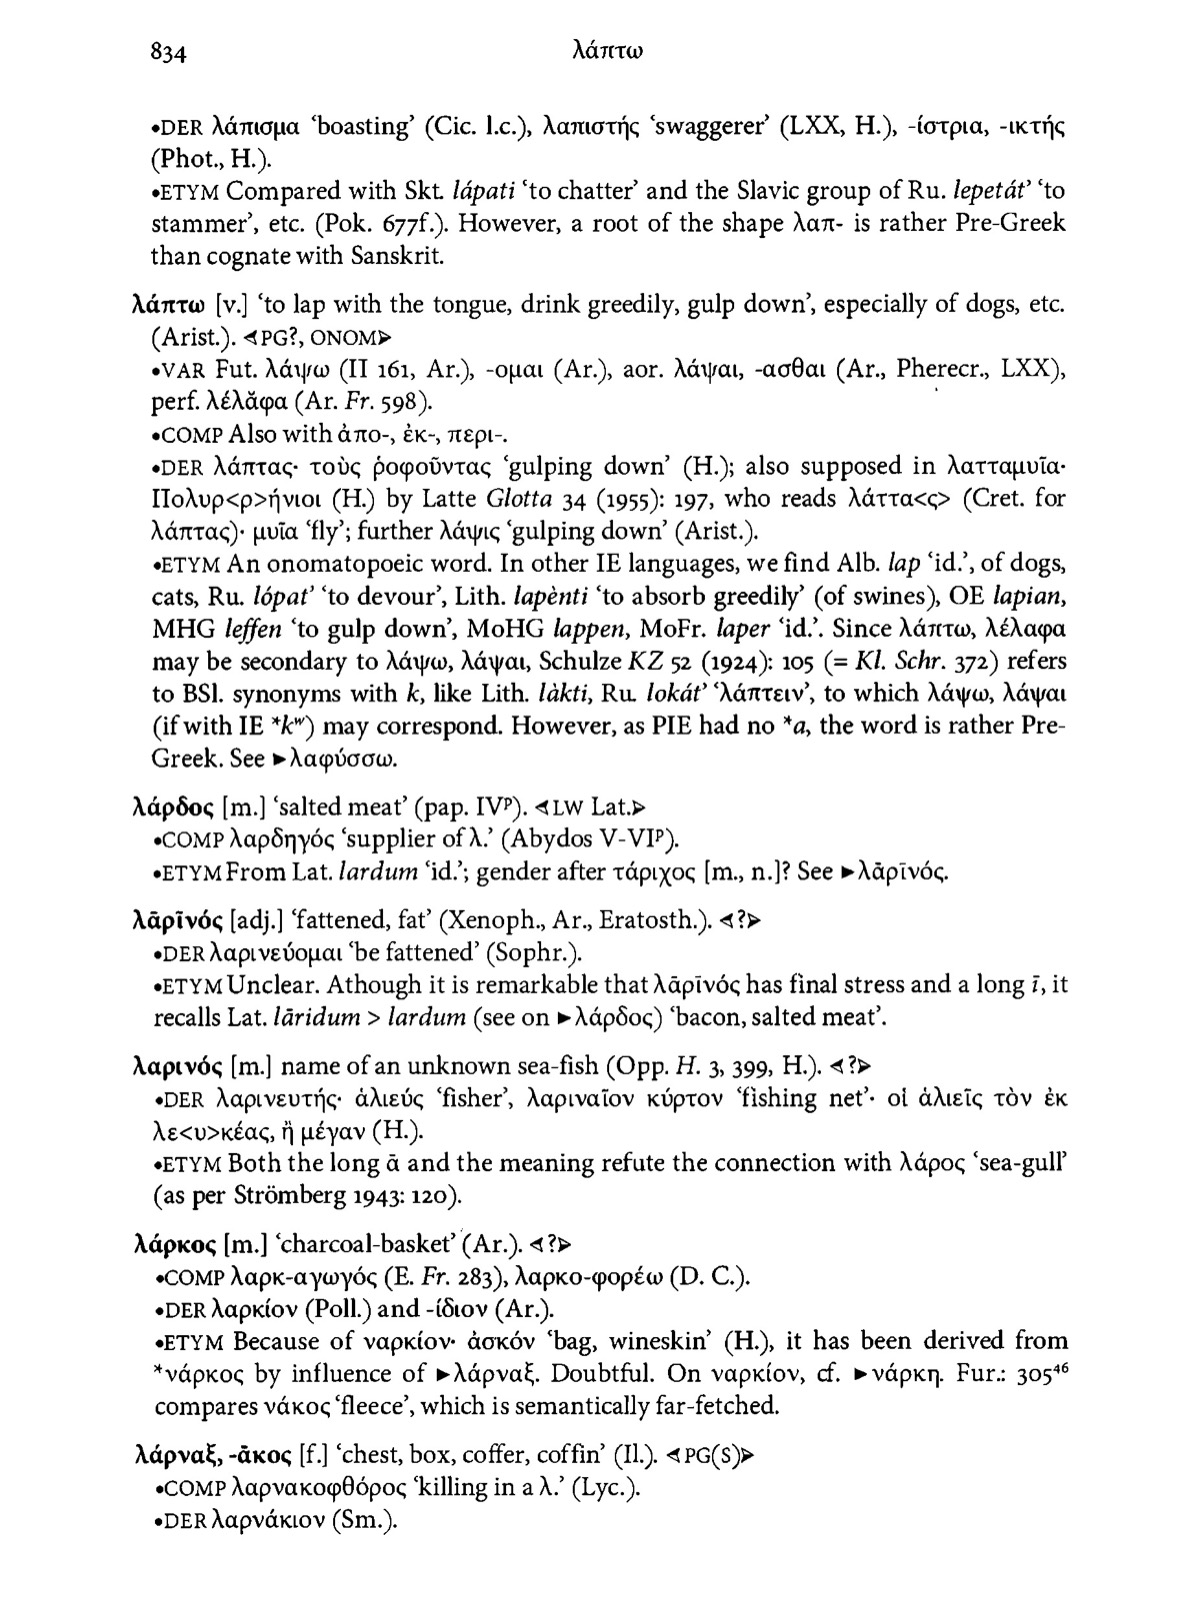 834
λάπτω
•DER λάπισμα ‘boasting’ (Cic. l.c.), λαπιστής ‘swaggerer’ (LXX, H.), -ίστρια, -ικτής
(Phot., H.).
•ETYM Compared with Skt. lápati ‘to chatter’ and the Slavic group of Ru. lepetát’ ‘to
stammer’, etc. (Pok. 677f.). However, a root of the shape λαπ- is rather Pre-Greek
than cognate with Sanskrit.
λάπτω [v.] ‘to lap with the tongue, drink greedily, gulp down’, especially of dogs, etc.
(Arist.). ◁PG?, ONOM▷
•VAR Fut. λάψω (Π 161, Ar.), -ομαι (Ar.), aor. λάψαι, -ασθαι (Ar., Pherecr., LXX),
perf. λέλᾰφα (Ar. Fr. 598).
•COMP Also with ἀπο-, ἐκ-, περι-.
•DER λάπτας· τοὺς ῥοφοῦντας ‘gulping down’ (H.); also supposed in λατταμυῖα·
Πολυρ<ρ>ήνιοι (H.) by Latte Glotta 34 (1955): 197, who reads λάττα<ς> (Cret. for
λάπτας)· μυῖα ‘fly’; further λάψις ‘gulping down’ (Arist.).
•ETYM An onomatopoeic word. In other IE languages, we find Alb. lap ‘id.’, of dogs,
cats, Ru. lópat’ ‘to devour’, Lith. lapènti ‘to absorb greedily’ (of swines), OE lapian,
MHG leffen ‘to gulp down’, MoHG lappen, MoFr. laper ‘id.’. Since λάπτω, λέλαφα
may be secondary to λάψω, λάψαι, Schulze KZ 52 (1924): 105 (= Kl. Schr. 372) refers
to BSl. synonyms with k, like Lith. làkti, Ru. lokát’ ‘λάπτειν’, to which λάψω, λάψαι
(if with IE *kʷ) may correspond. However, as PIE had no *a, the word is rather Pre-
Greek. See ►λαφύσσω.
λάρδος [m.] ‘salted meat’ (pap. IVᵖ). ◁LW Lat.▷
•COMP λαρδηγός ‘supplier of λ.’ (Abydos V-VIᵖ).
•ETYM From Lat. lardum ‘id.’; gender after τάριχος [m., n.]? See ►λᾱρῑνός.
λᾱρῑνός [adj.] ‘fattened, fat’ (Xenoph., Ar., Eratosth.). ◁?▷
•DER λαρινεύομαι ‘be fattened’ (Sophr.).
•ETYM Unclear. Athough it is remarkable that λᾱρῑνός has final stress and a long ī, it
recalls Lat. lāridum > lardum (see on ►λάρδος) ‘bacon, salted meat’.
λαρινός [m.] name of an unknown sea-fish (Opp. H. 3, 399, H.). ◁?▷
•DER λαρινευτής· ἁλιεύς ‘fisher’, λαριναῖον κύρτον ‘fishing net’· οἱ ἁλιεῖς τὸν ἐκ
λε<υ>κέας, ἢ μέγαν (H.).
•ETYM Both the long ᾱ and the meaning refute the connection with λάρος ‘sea-gull’
(as per Strömberg 1943: 120).
λάρκος [m.] ‘charcoal-basket’ (Ar.). ◁?▷
•COMP λαρκ-αγωγός (E. Fr. 283), λαρκο-φορέω (D. C.).
•DER λαρκίον (Poll.) and -ίδιον (Ar.).
•ETYM Because of ναρκίον· ἀσκόν ‘bag, wineskin’ (H.), it has been derived from
*νάρκος by influence of ►λάρναξ. Doubtful. On ναρκίον, cf. ►νάρκη. Fur.: 305⁴⁶
compares νάκος ‘fleece’, which is semantically far-fetched.
λάρναξ, -ᾰκος [f.] ‘chest, box, coffer, coffin’ (Il.). ◁PG(S)▷
•COMP λαρνακοφθόρος ‘killing in a λ.’ (Lyc.).
•DER λαρνάκιον (Sm.).